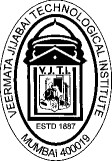 VEERMATA JIJABAI TECHNOLOGICAL INSTITUTE
V.J.T.I.
ESTD 1887
MUMBAI 400019